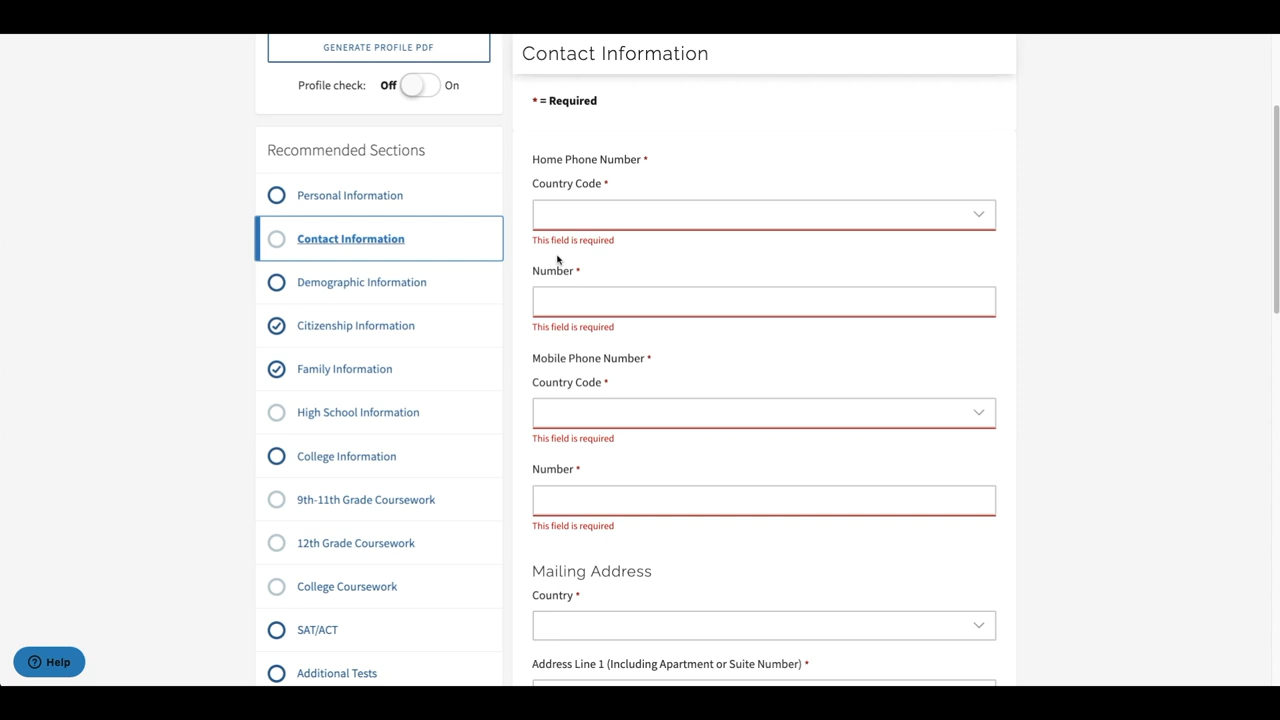 GENERATE PROFILE PDF
Profile check: Off On
Recommended Sections
Personal Information
Contact Information
Demographic Information
Citizenship Information
Family Information
High School Information
College Information
9th-11th Grade Coursework
12th Grade Coursework
College Coursework
SAT/ACT
Additional Tests
Help
Contact Information
* = Required
Home Phone Number *
Country Code *
This field is required
Number *
This field is required
Mobile Phone Number *
Country Code *
This field is required
Number *
This field is required
Mailing Address
Country *
Address Line 1 (Including Apartment or Suite Number) *